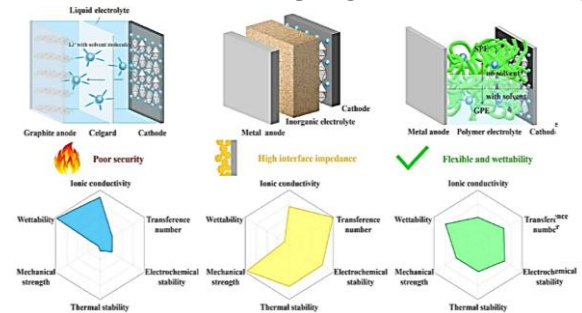 Liquid electrolyte
Li⁺ with solvent molecule
Graphite anode Celgard Cathode
Metal anode
Inorganic electrolyte
Cathode
SPE
no solvent
with solvent
GPE
Metal anode Polymer electrolyte Cathode
Poor security
High interface impedance
Flexible and wettability
Ionic conductivity
Wettability
Transference
number
Mechanical
strength
Electrochemical
stability
Thermal stability
Ionic conductivity
Wettability
Transference
number
Mechanical
strength
Electrochemical
stability
Thermal stability
Ionic conductivity
Wettability
Transference
number
Mechanical
strength
Electrochemical
stability
Thermal stability